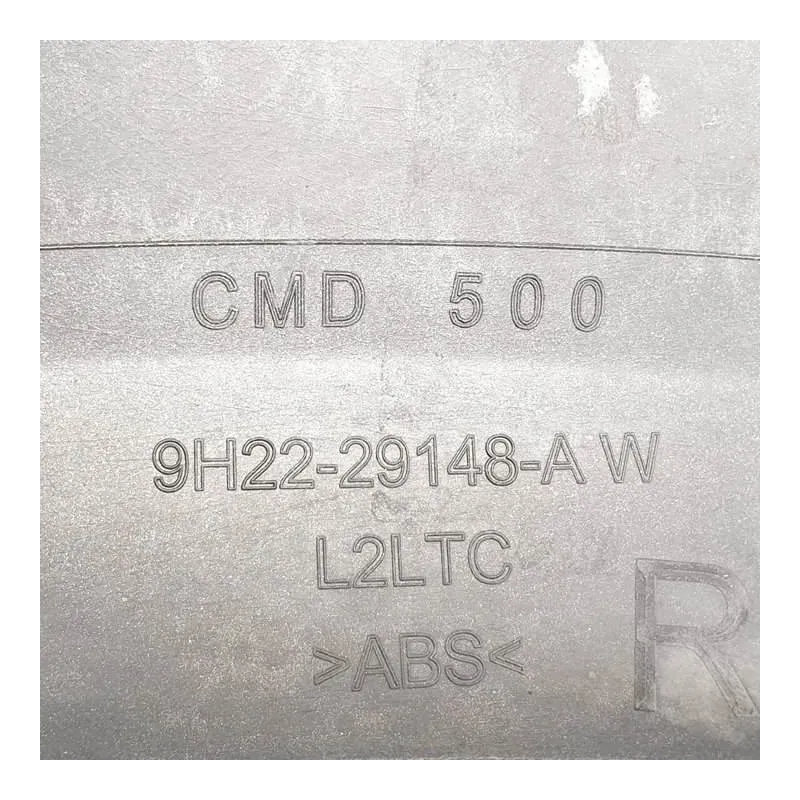 CMD 500
9H22-29148-A W
L2LTC
>ABS<
R